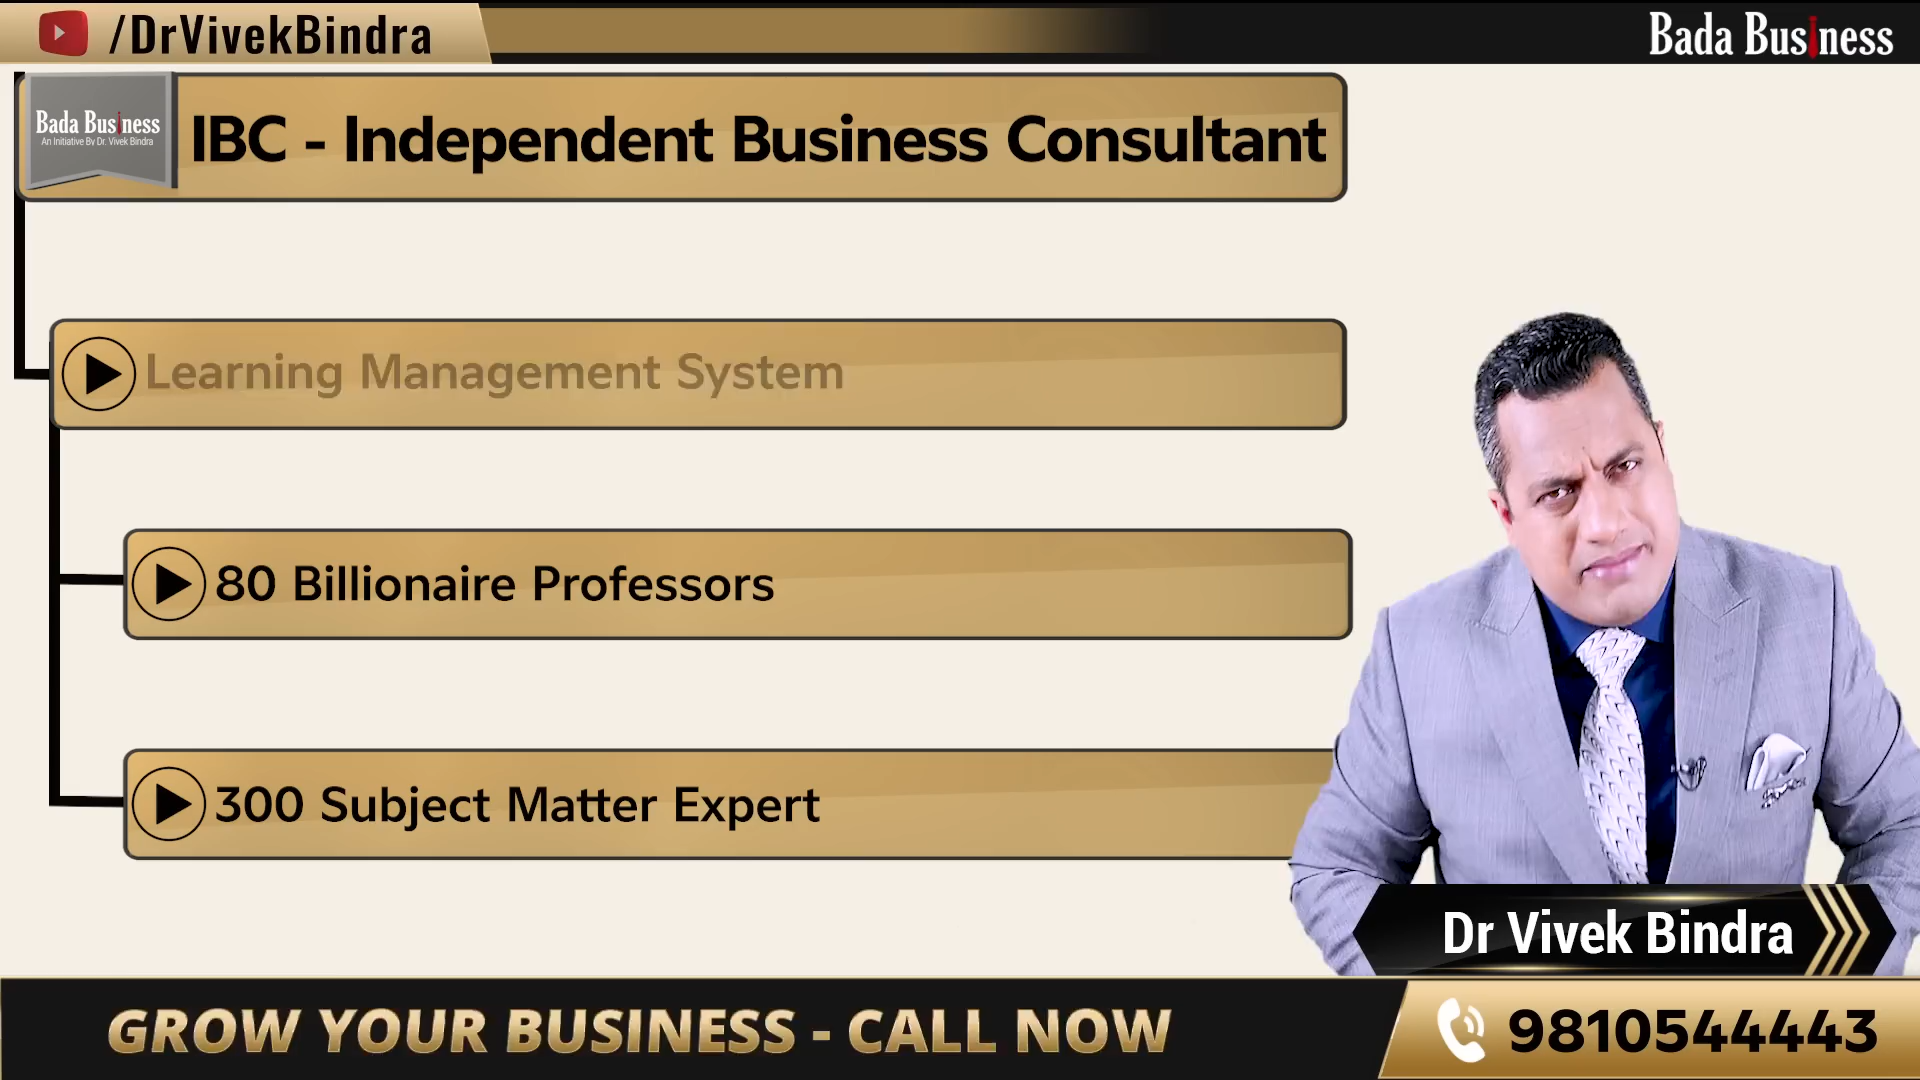 /DrVivekBindra
Bada Business
Bada Business
An Initiative By Dr. Vivek Bindra
IBC - Independent Business Consultant
Learning Management System
80 Billionaire Professors
300 Subject Matter Expert
Dr Vivek Bindra
GROW YOUR BUSINESS - CALL NOW
9810544443